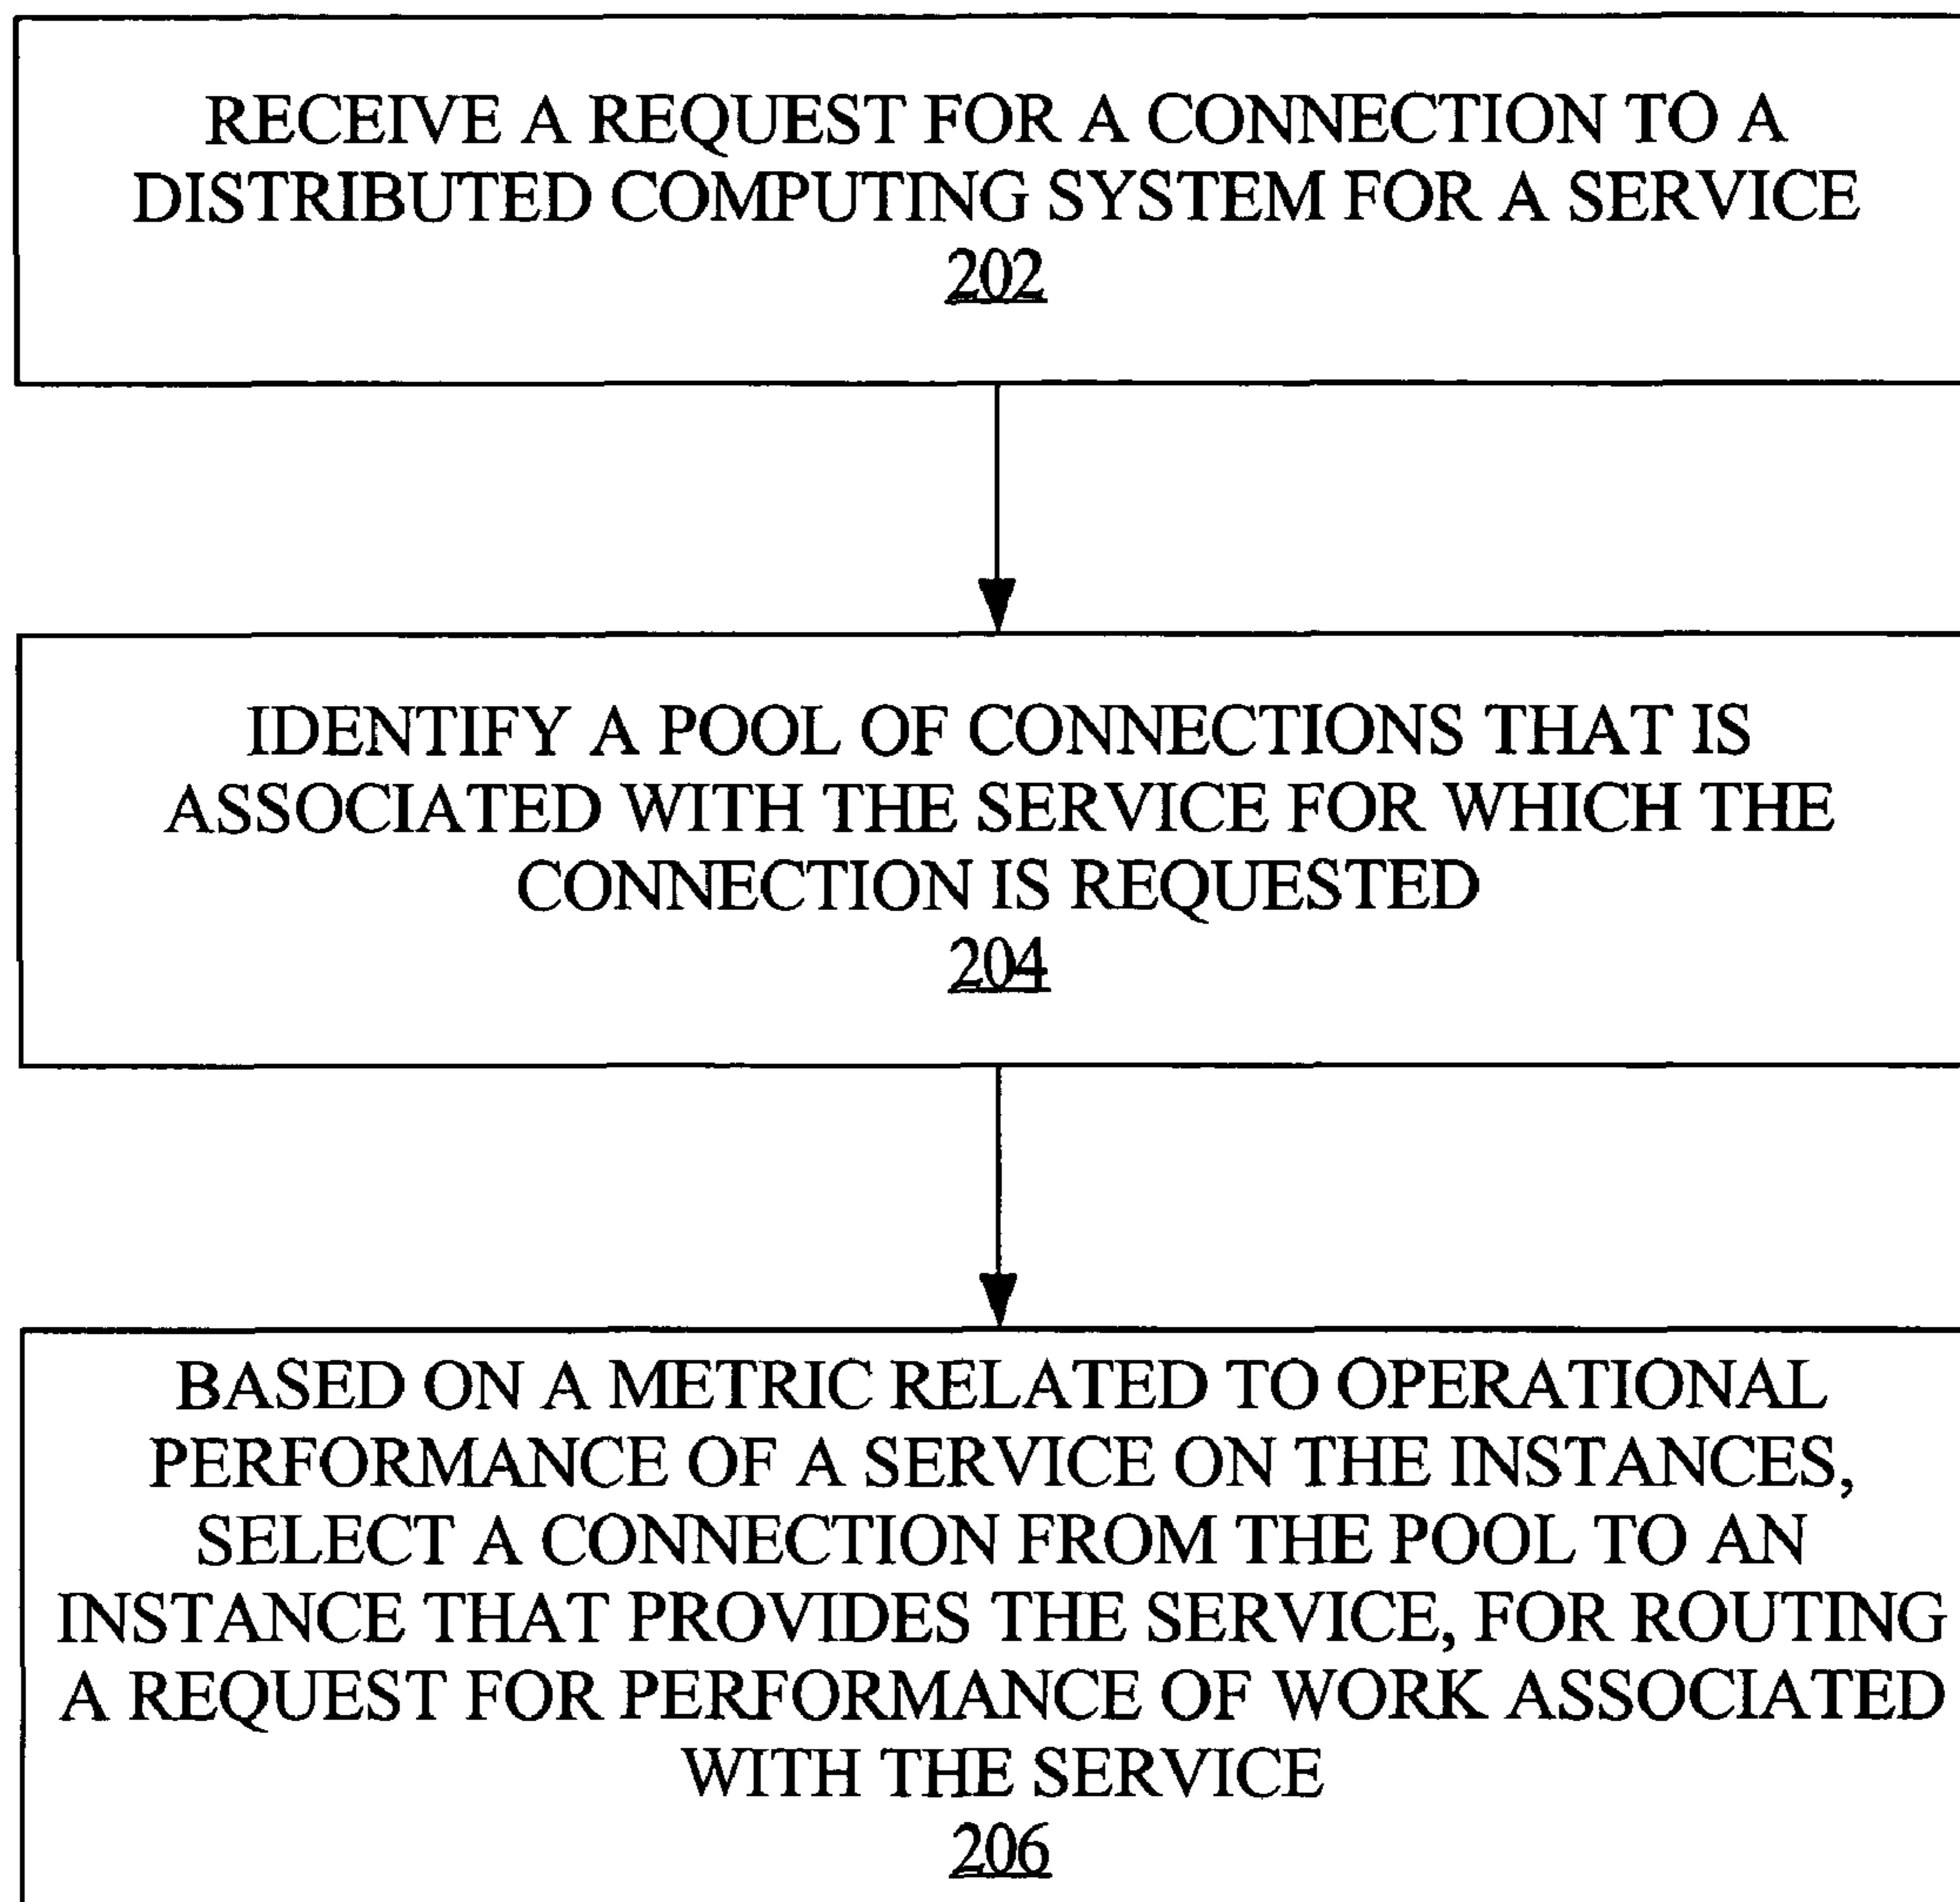 RECEIVE A REQUEST FOR A CONNECTION TO A
DISTRIBUTED COMPUTING SYSTEM FOR A SERVICE
202
IDENTIFY A POOL OF CONNECTIONS THAT IS
ASSOCIATED WITH THE SERVICE FOR WHICH THE
CONNECTION IS REQUESTED
204
BASED ON A METRIC RELATED TO OPERATIONAL
PERFORMANCE OF A SERVICE ON THE INSTANCES,
SELECT A CONNECTION FROM THE POOL TO AN
INSTANCE THAT PROVIDES THE SERVICE, FOR ROUTING
A REQUEST FOR PERFORMANCE OF WORK ASSOCIATED
WITH THE SERVICE
206